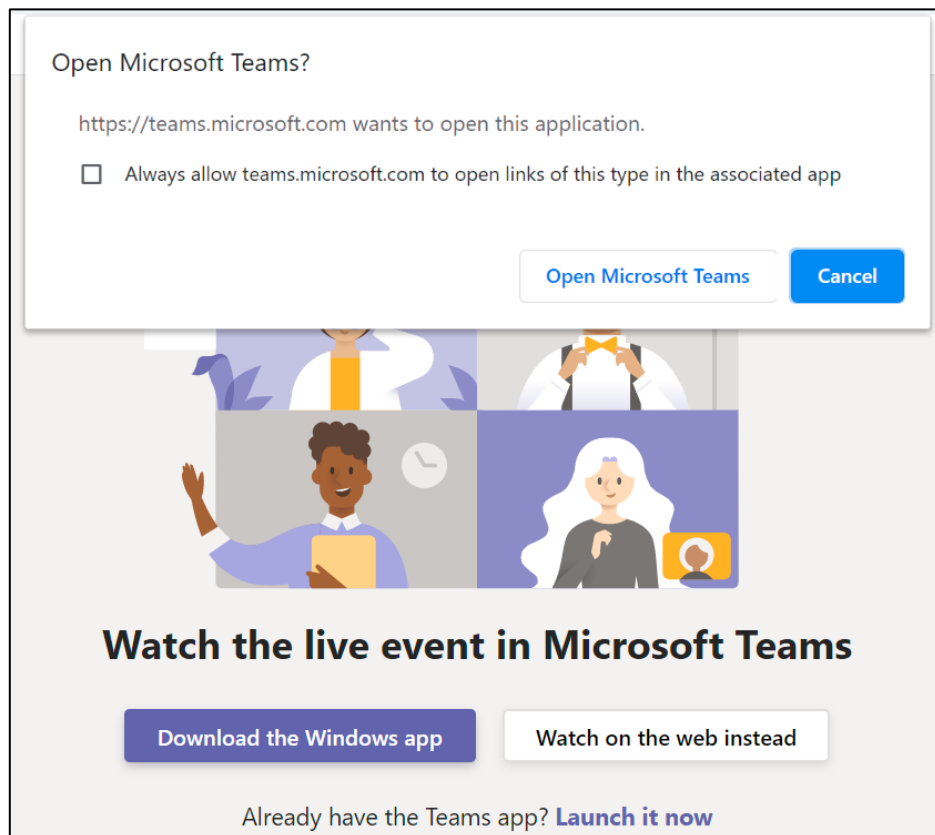 Open Microsoft Teams?
https://teams.microsoft.com wants to open this application.
Always allow teams.microsoft.com to open links of this type in the associated app
Open Microsoft Teams
Cancel
Watch the live event in Microsoft Teams
Download the Windows app
Watch on the web instead
Already have the Teams app? Launch it now